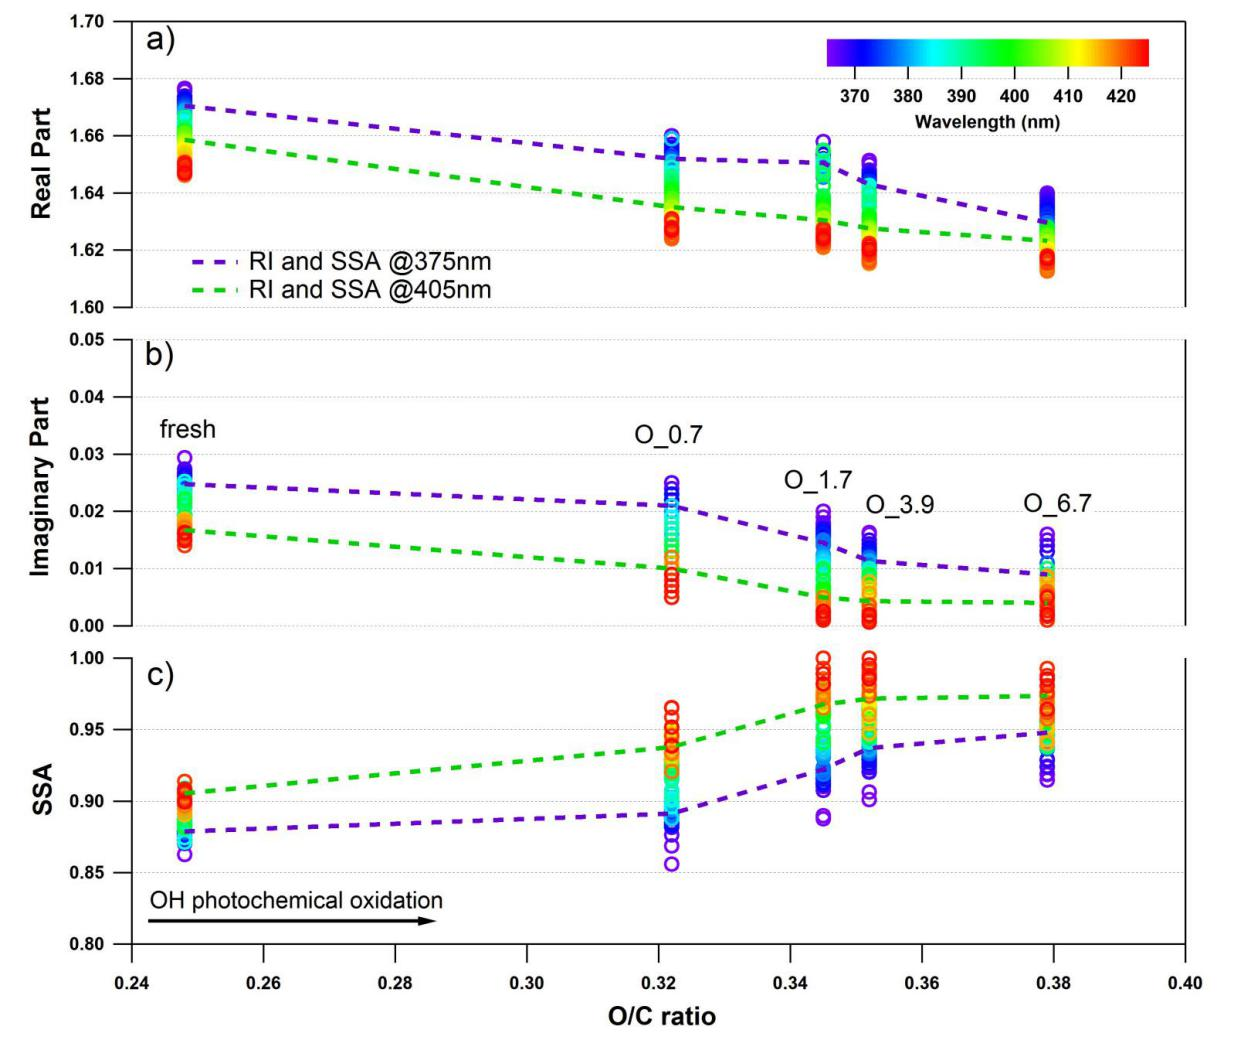 a)
1.70
1.68
1.66
1.64
1.62
1.60
Real Part
370 380 390 400 410 420
Wavelength (nm)
RI and SSA @375nm
RI and SSA @405nm
b)
0.05
0.04
0.03
0.02
0.01
0.00
Imaginary Part
fresh
O_0.7
O_1.7
O_3.9
O_6.7
c)
1.00
0.95
0.90
0.85
0.80
SSA
OH photochemical oxidation
0.24 0.26 0.28 0.30 0.32 0.34 0.36 0.38 0.40
O/C ratio